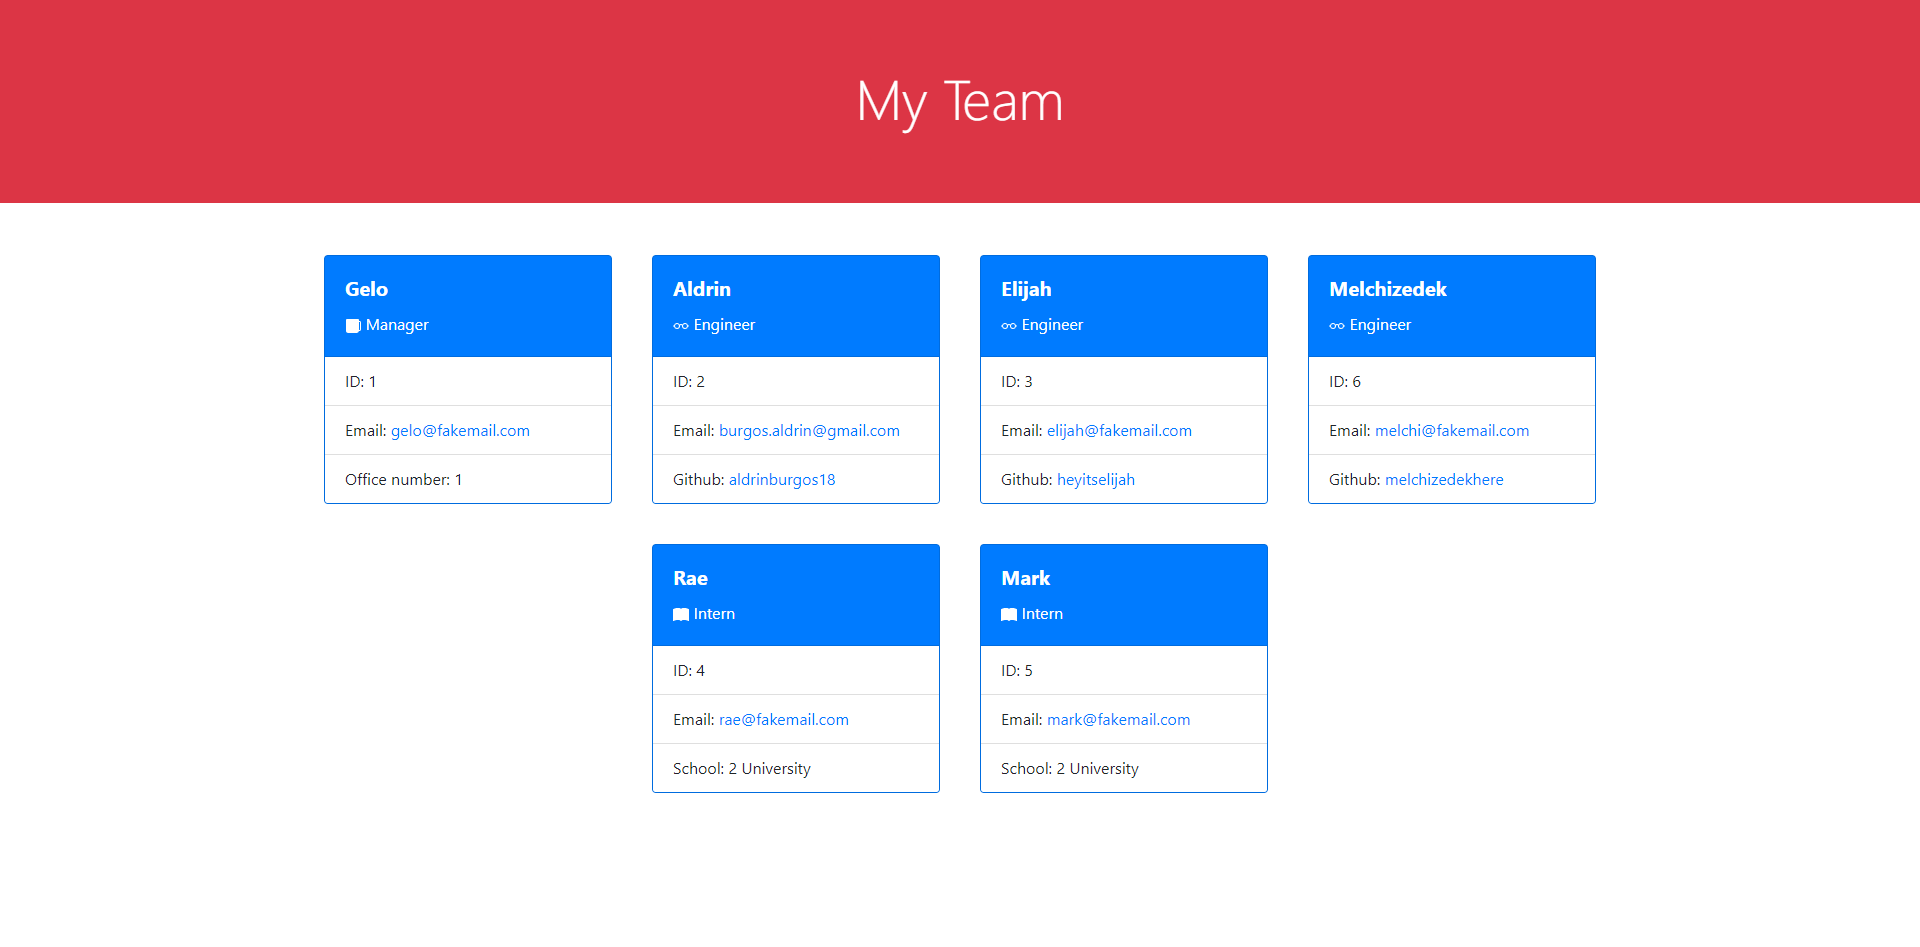 My Team
Gelo
Manager
ID: 1
Email: gelo@fakemail.com
Office number: 1
Aldrin
Engineer
ID: 2
Email: burgos.aldrin@gmail.com
Github: aldrinburgos18
Elijah
Engineer
ID: 3
Email: elijah@fakemail.com
Github: heyitselijah
Melchizedek
Engineer
ID: 6
Email: melchi@fakemail.com
Github: melchizedekhere
Rae
Intern
ID: 4
Email: rae@fakemail.com
School: 2 University
Mark
Intern
ID: 5
Email: mark@fakemail.com
School: 2 University